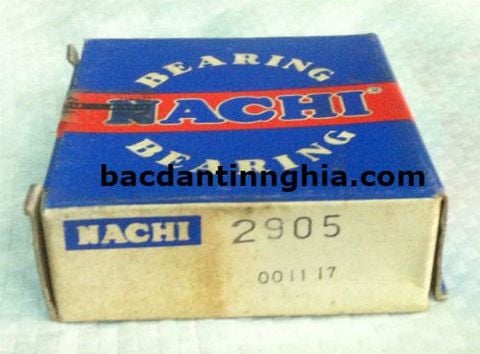 BEARING
NACHI®
BEARING
bacdantinnghia.com
NACHI 2905
001117